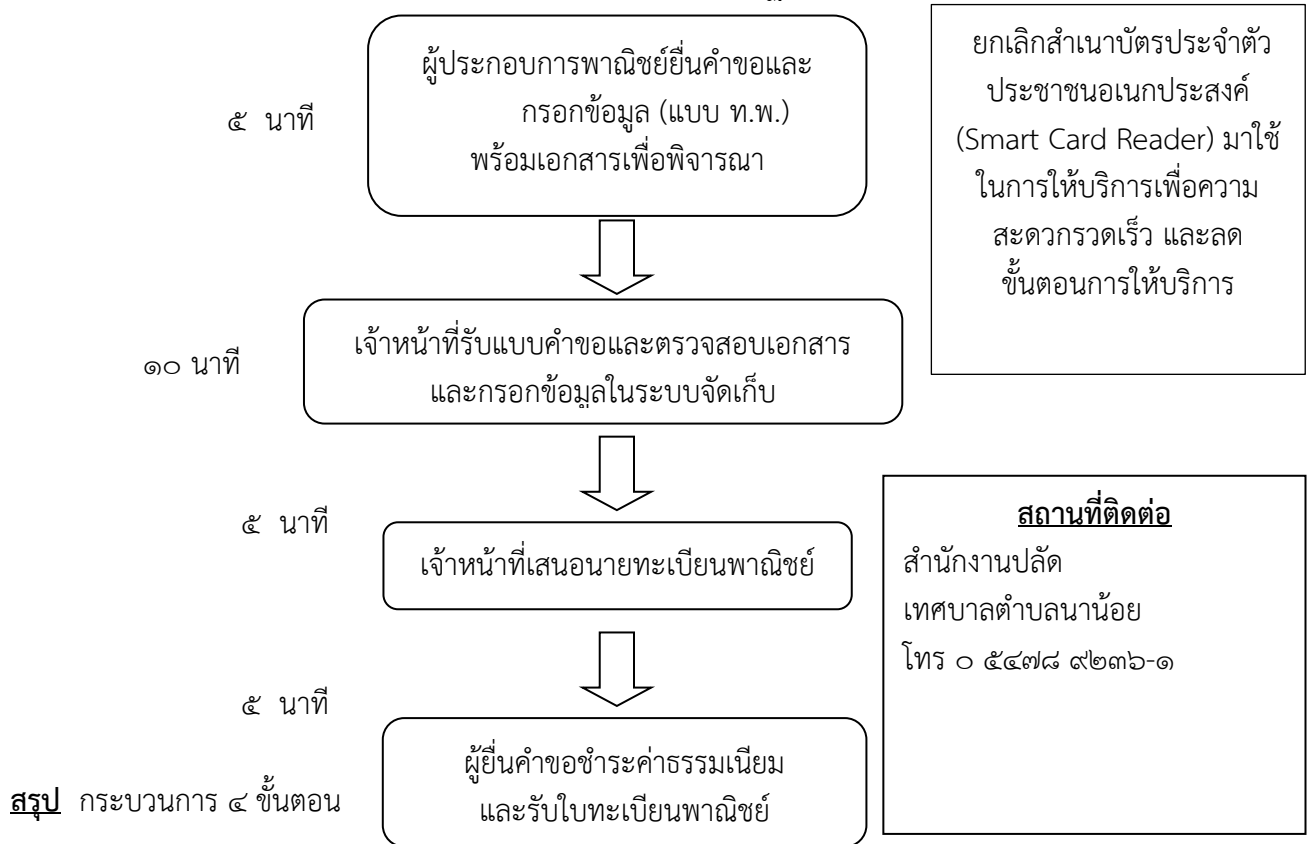 ๕ นาที
ผู้ประกอบการพาณิชย์ยื่นคำขอและ
กรอกข้อมูล (แบบ ท.พ.)
พร้อมเอกสารเพื่อพิจารณา
ยกเลิกสำเนาบัตรประจำตัว
ประชาชนอเนกประสงค์
(Smart Card Reader) มาใช้
ในการให้บริการเพื่อความ
สะดวกรวดเร็ว และลด
ขั้นตอนการให้บริการ
๑๐ นาที
เจ้าหน้าที่รับแบบคำขอและตรวจสอบเอกสาร
และกรอกข้อมูลในระบบจัดเก็บ
๕ นาที
เจ้าหน้าที่เสนอนายทะเบียนพาณิชย์
สถานที่ติดต่อ
สำนักงานปลัด
เทศบาลตำบลนาน้อย
โทร ๐ ๕๔๗๘ ๙๒๓๖-๑
๕ นาที
ผู้ยื่นคำขอชำระค่าธรรมเนียม
และรับใบทะเบียนพาณิชย์
สรุป กระบวนการ ๔ ขั้นตอน